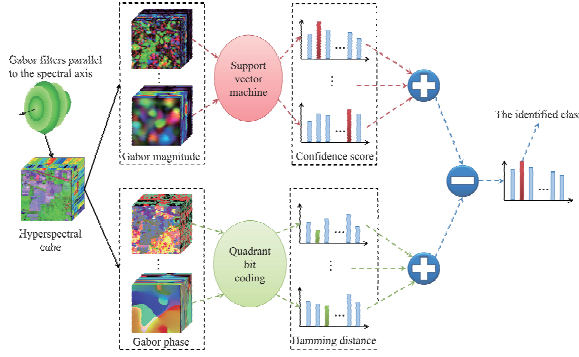 Gabor filters parallel
to the spectral axis
Hyperspectral
cube
Gabor magnitude
Support
vector
machine
Confidence score
Gabor phase
Quadrant
bit
coding
Hamming distance
The identified class